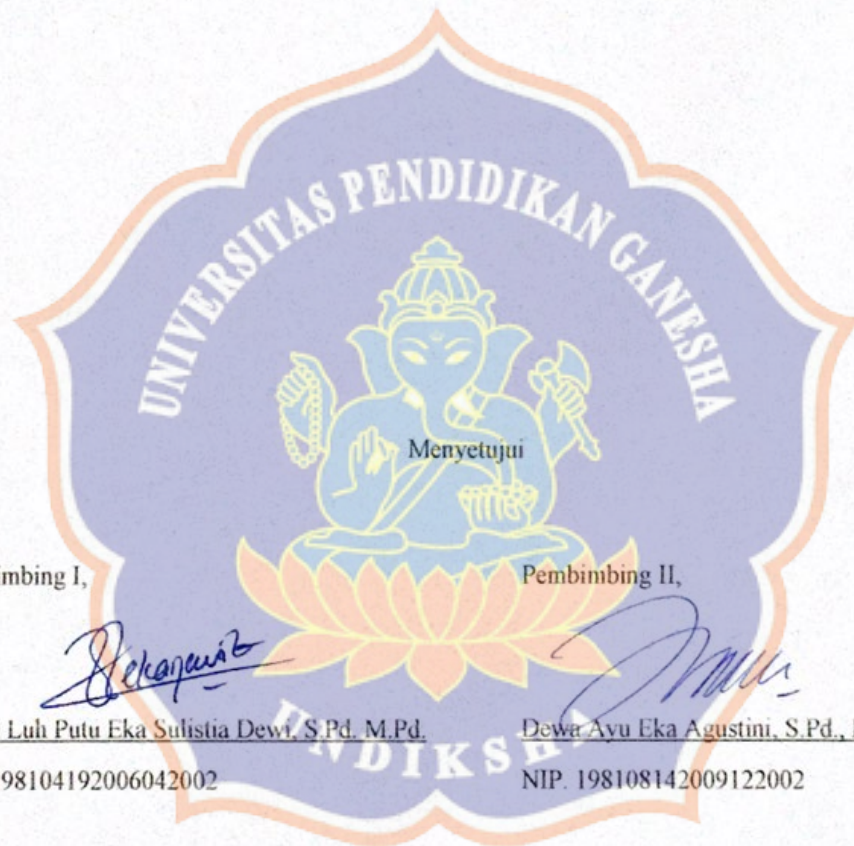 UNIVERSITAS PENDIDIKAN GANESHA
Menyetujui
mbing I,
Pembimbing II,
Luh Putu Eka Sulistia Dewi, S.Pd. M.Pd.
Dewa Ayu Eka Agustini, S.Pd.,
UNDIKSHA
98104192006042002
NIP. 198108142009122002